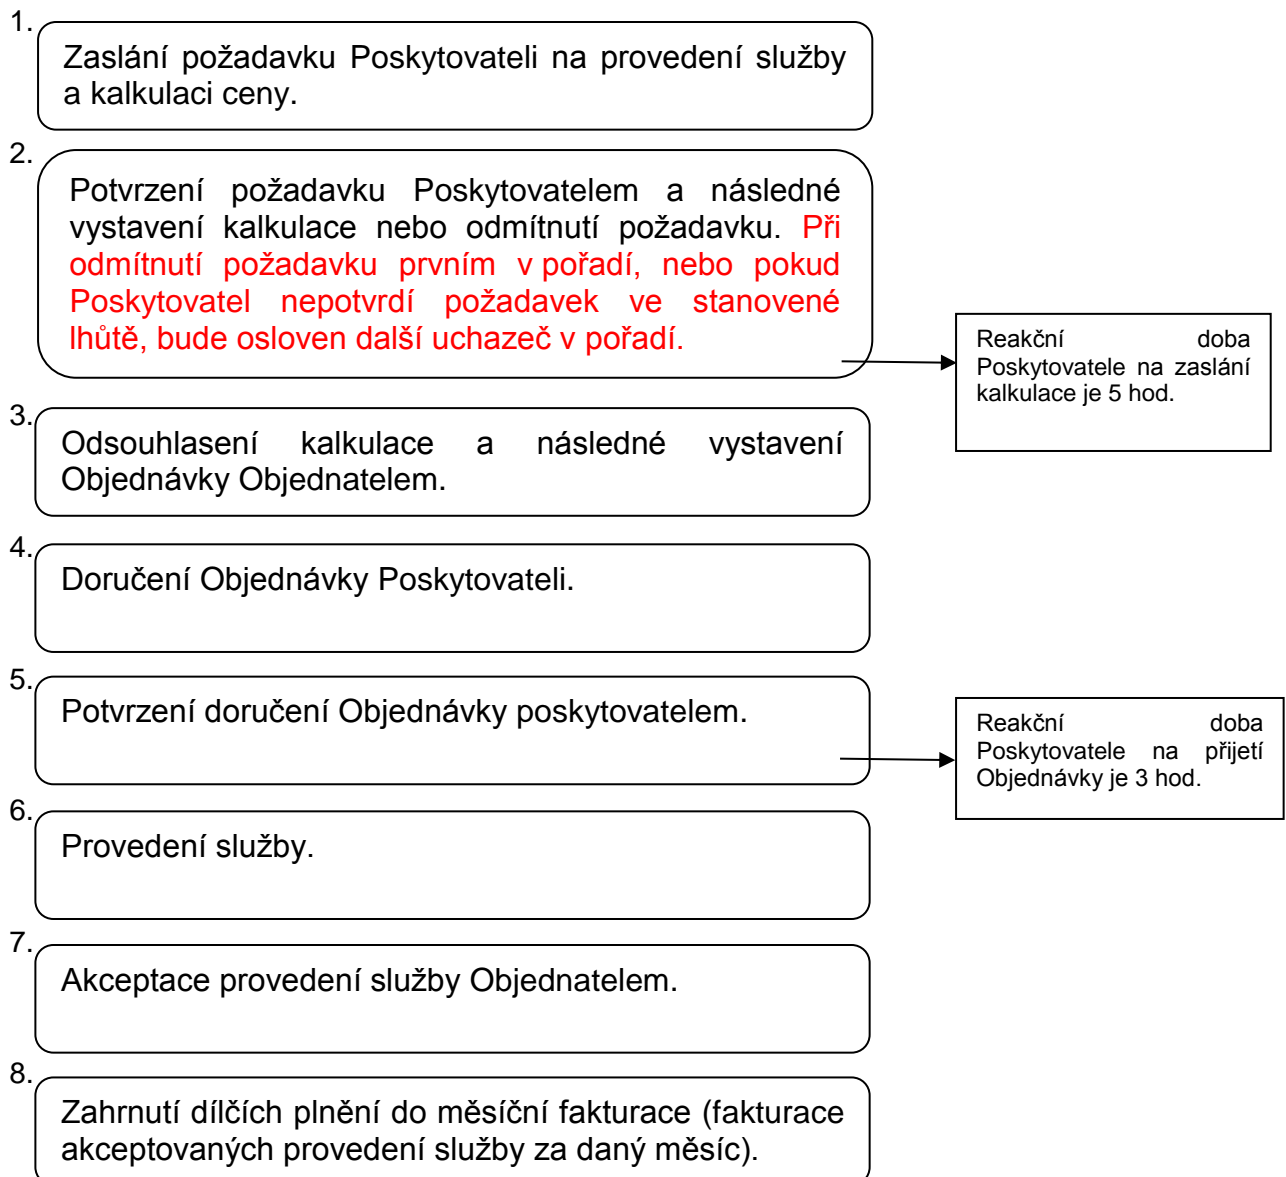 1.
Zaslání požadavku Poskytovateli na provedení služby
a kalkulaci ceny.
2.
Potvrzení požadavku Poskytovatelem a následné
vystavení kalkulace nebo odmítnutí požadavku. Při
odmítnutí požadavku prvním v pořadí, nebo pokud
Poskytovatel nepotvrdí požadavek ve stanovené
lhůtě, bude osloven další uchazeč v pořadí.
Reakční doba
Poskytovatele na zaslání
kalkulace je 5 hod.
3.
Odsouhlasení kalkulace a následné vystavení
Objednávky Objednatelem.
4.
Doručení Objednávky Poskytovateli.
5.
Potvrzení doručení Objednávky poskytovatelem.
Reakční doba
Poskytovatele na přijetí
Objednávky je 3 hod.
6.
Provedení služby.
7.
Akceptace provedení služby Objednatelem.
8.
Zahrnutí dílčích plnění do měsíční fakturace (fakturace
akceptovaných provedení služby za daný měsíc).